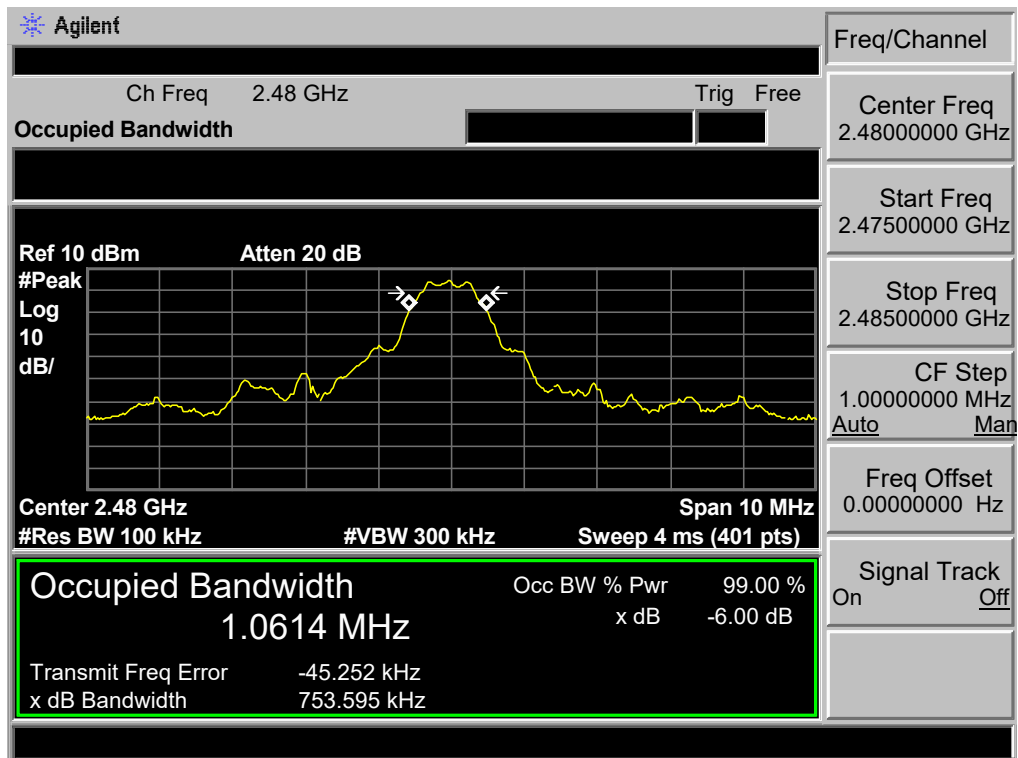 Agilent
Freq/Channel
Ch Freq 2.48 GHz Trig Free
Occupied Bandwidth
Center Freq
2.48000000 GHz
Start Freq
2.47500000 GHz
Stop Freq
2.48500000 GHz
CF Step
1.00000000 MHz
Auto Man
Freq Offset
0.00000000 Hz
Signal Track
On Off
Ref 10 dBm Atten 20 dB
#Peak
Log
10
dB/
Center 2.48 GHz Span 10 MHz
#Res BW 100 kHz #VBW 300 kHz Sweep 4 ms (401 pts)
Occupied Bandwidth Occ BW % Pwr 99.00 %
1.0614 MHz x dB -6.00 dB
Transmit Freq Error -45.252 kHz
x dB Bandwidth 753.595 kHz